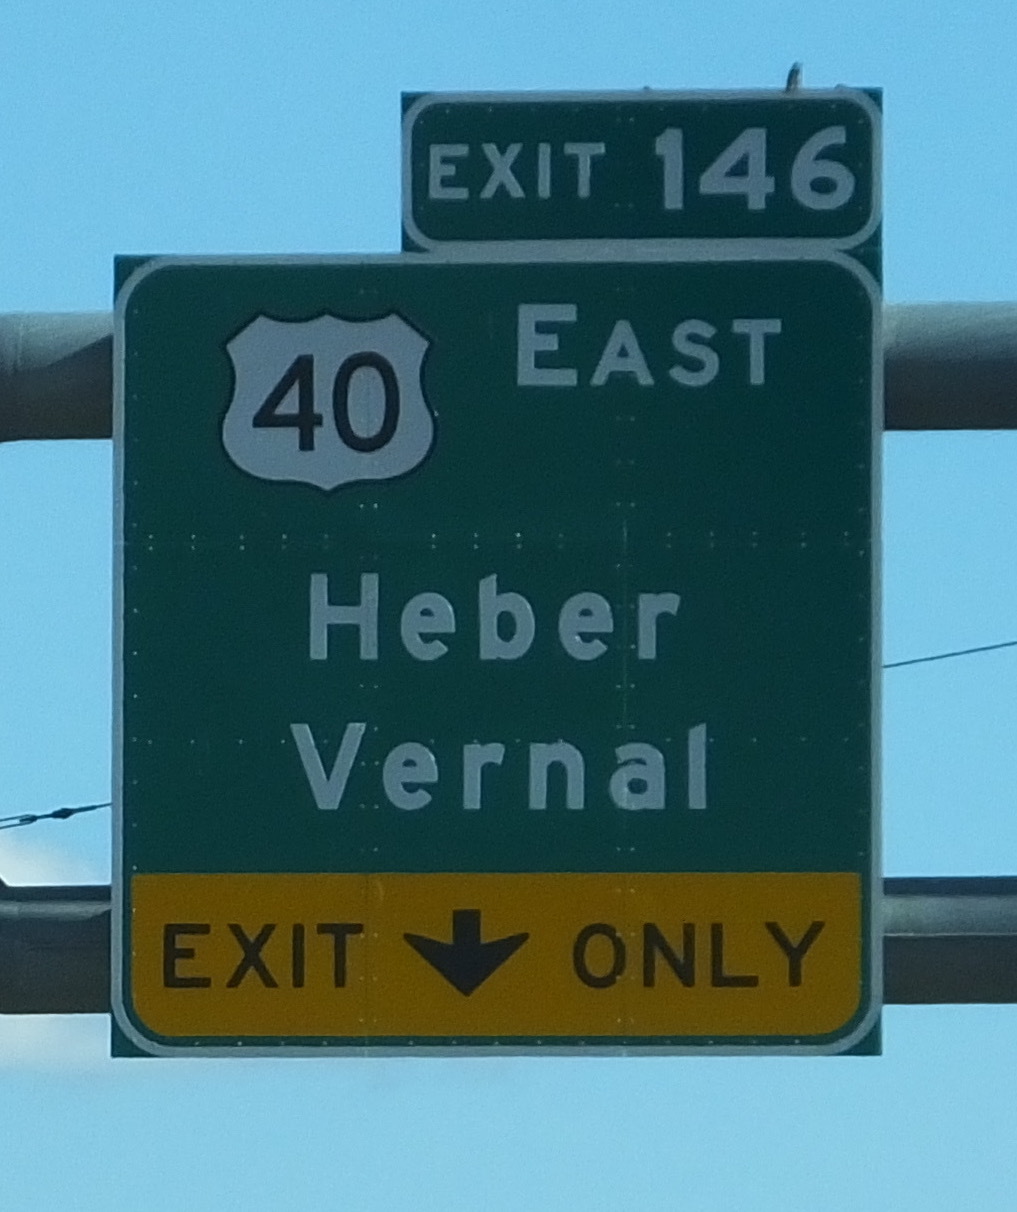 EXIT 146
40 EAST
Heber
Vernal
EXIT ONLY